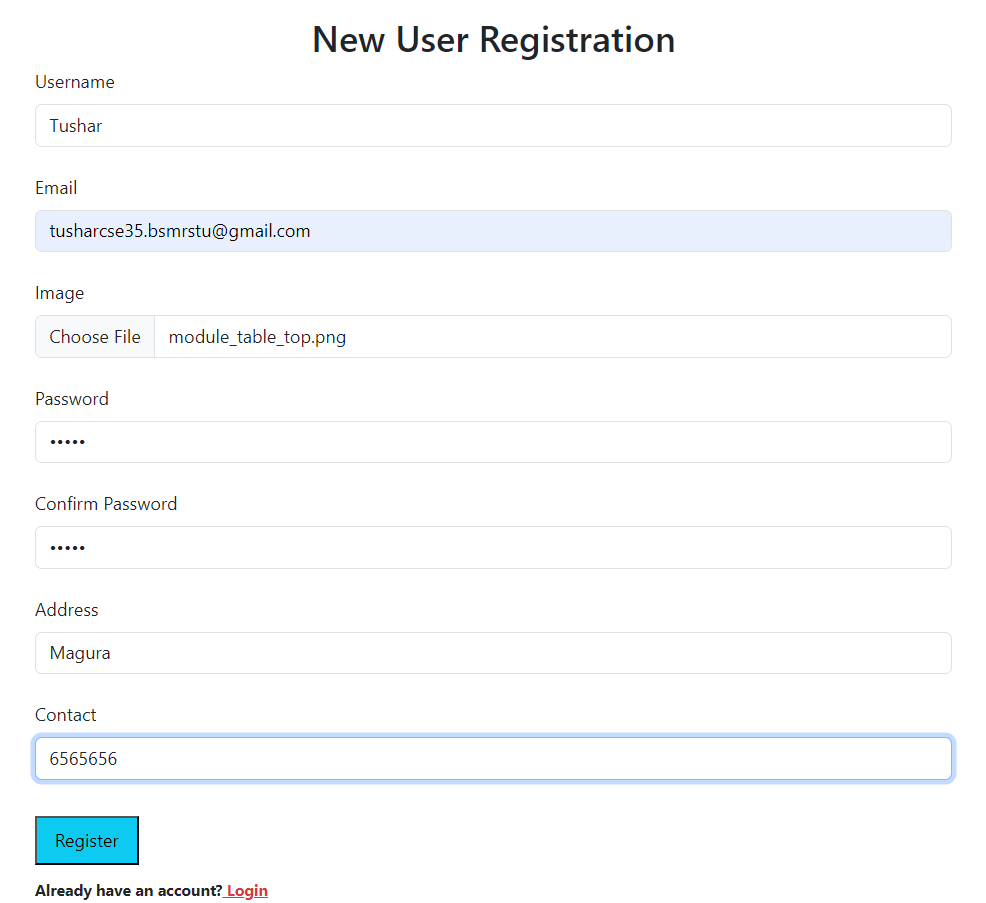 New User Registration
Username
Tushar
Email
tusharcse35.bsmrstu@gmail.com
Image
Choose File module_table_top.png
Password
•••••
Confirm Password
•••••
Address
Magura
Contact
6565656
Register
Already have an account? Login